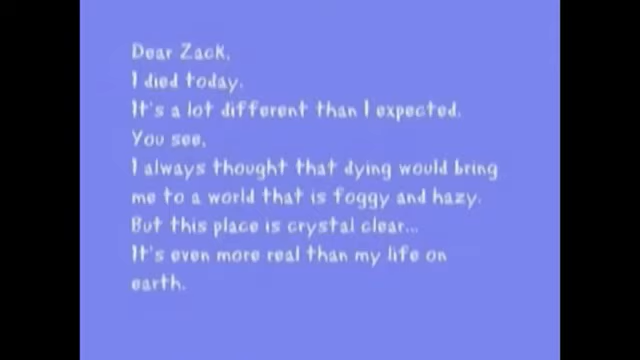 Dear Zack,
I died today.
It's a lot different than I expected.
You see,
I always thought that dying would bring
me to a world that is foggy and hazy.
But this place is crystal clear...
It's even more real than my life on
earth.